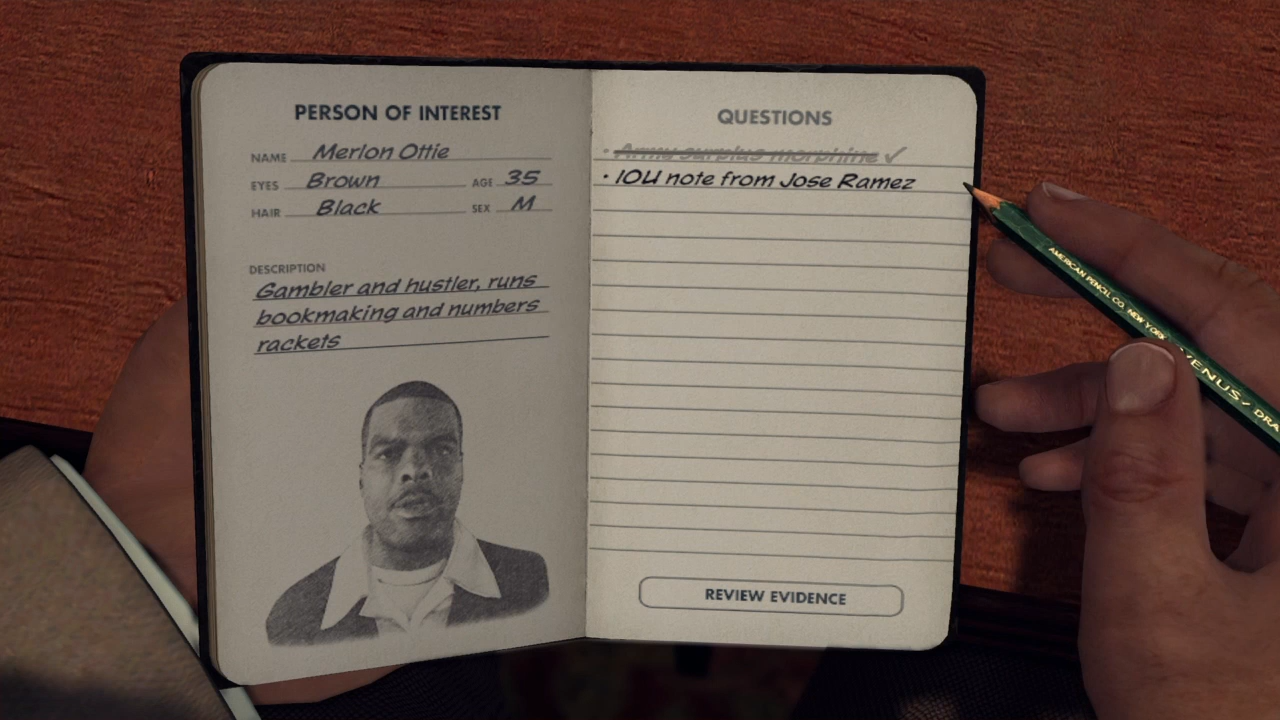 PERSON OF INTEREST
NAME Merlon Ottie
EYES Brown AGE 35
HAIR Black SEX M
DESCRIPTION
Gambler and hustler, runs
bookmaking and numbers
rackets
QUESTIONS
• Army surplus morphine ✓
• IOU note from Jose Ramez
REVIEW EVIDENCE
AMERICAN PENCIL CO. NEW YORK VENUS / DRA